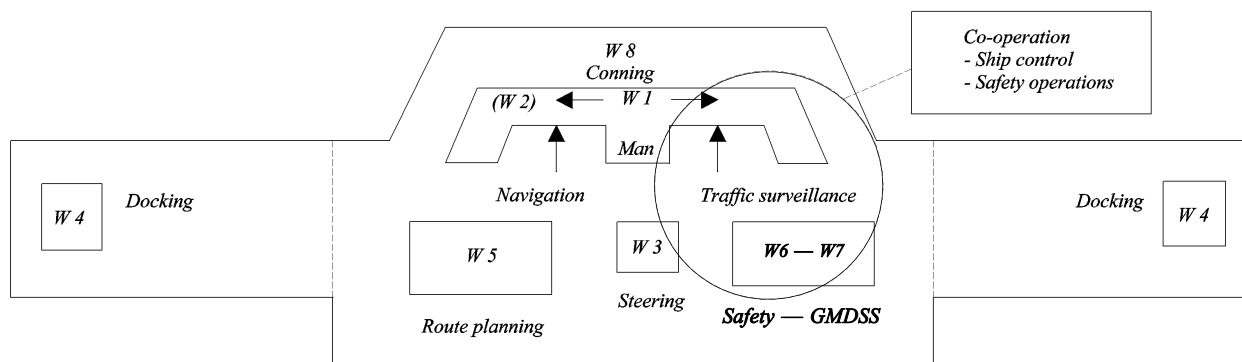 W 8
Conning
(W 2)
W 1
Man
Navigation
Traffic surveillance
Co-operation
- Ship control
- Safety operations
W 4
Docking
Docking
W 4
W 5
W 3
W6 — W7
Route planning
Steering
Safety — GMDSS